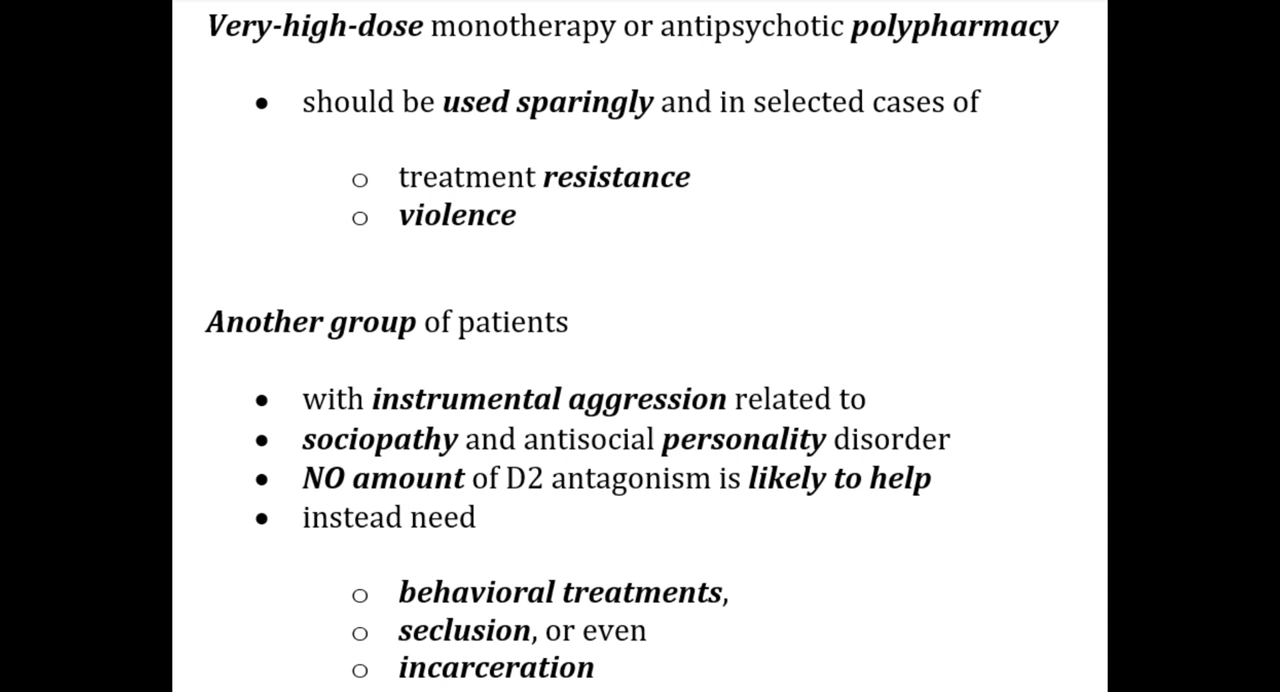 Very-high-dose monotherapy or antipsychotic polypharmacy
• should be used sparingly and in selected cases of
o treatment resistance
o violence
Another group of patients
• with instrumental aggression related to
• sociopathy and antisocial personality disorder
• NO amount of D2 antagonism is likely to help
• instead need
o behavioral treatments,
o seclusion, or even
o incarceration